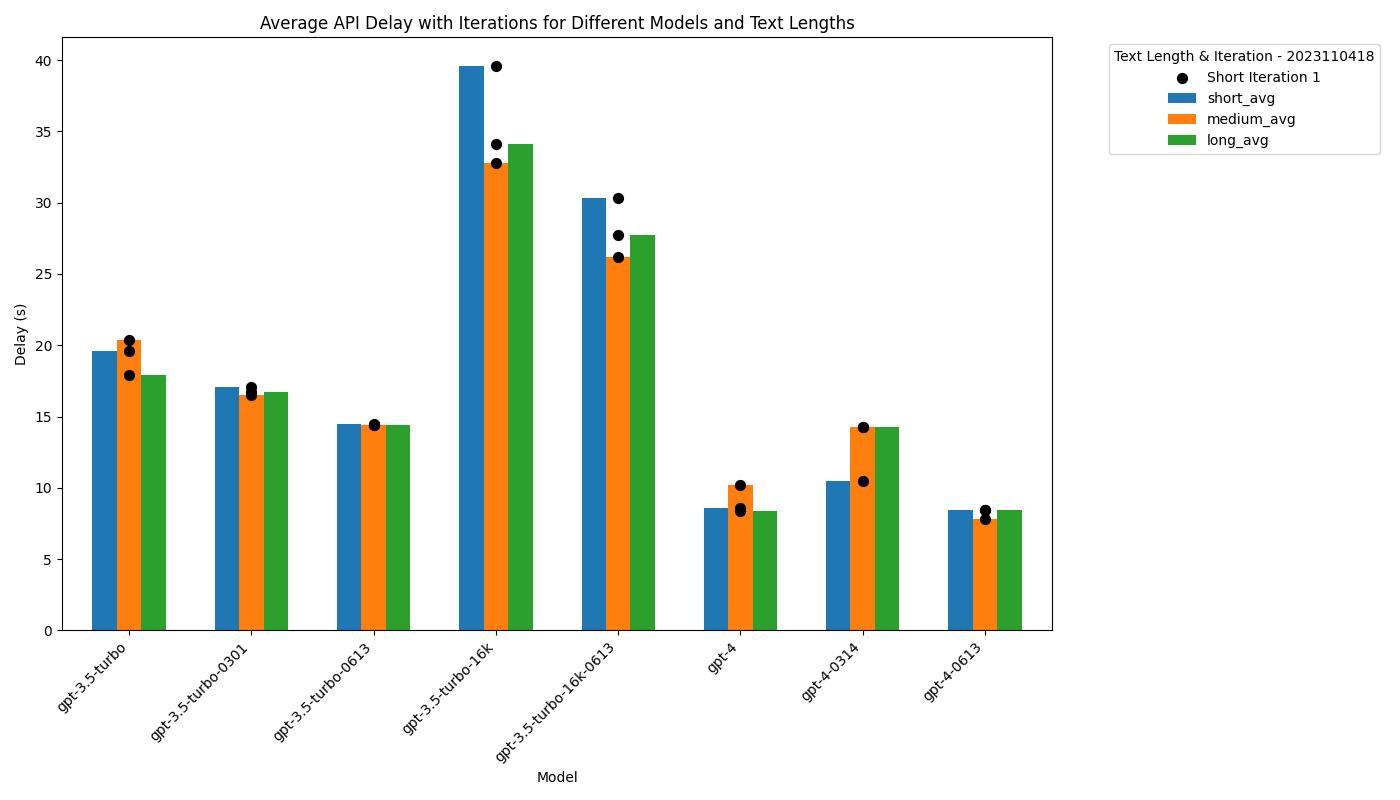 Average API Delay with Iterations for Different Models and Text Lengths
Text Length & Iteration - 2023110418
Short Iteration 1
short_avg
medium_avg
long_avg
Delay (s)
40
35
30
25
20
15
10
5
0
gpt-3.5-turbo
gpt-3.5-turbo-0301
gpt-3.5-turbo-0613
gpt-3.5-turbo-16k
gpt-3.5-turbo-16k-0613
gpt-4
gpt-4-0314
gpt-4-0613
Model